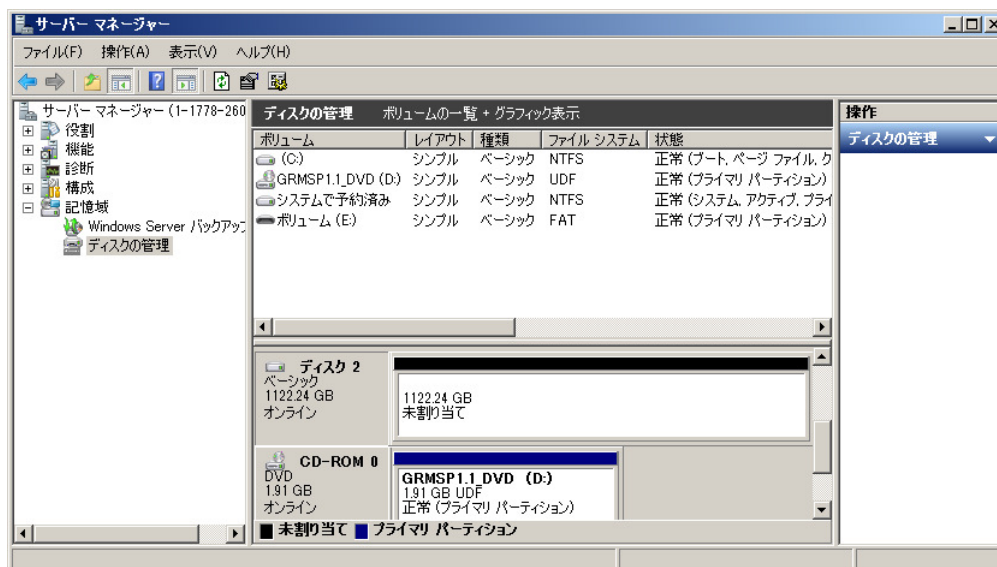 サーバー マネージャー
ファイル(F) 操作(A) 表示(V) ヘルプ(H)
サーバー マネージャー (1-1778-260
役割
機能
診断
構成
記憶域
Windows Server バックアップ
ディスクの管理
ディスクの管理 ボリュームの一覧 + グラフィック表示
ボリューム レイアウト 種類 ファイル システム 状態
(C:) シンプル ベーシック NTFS 正常 (ブート, ページ ファイル, ク
GRMSP1.1_DVD (D:) シンプル ベーシック UDF 正常 (プライマリ パーティション)
システムで予約済み シンプル ベーシック NTFS 正常 (システム, アクティブ, プライ
ボリューム (E:) シンプル ベーシック FAT 正常 (プライマリ パーティション)
ディスク 2
ベーシック
1122.24 GB
オンライン
1122.24 GB
未割り当て
CD-ROM 0
DVD
1.91 GB
オンライン
GRMSP1.1_DVD (D:)
1.91 GB UDF
正常 (プライマリ パーティション)
未割り当て プライマリ パーティション
操作
ディスクの管理